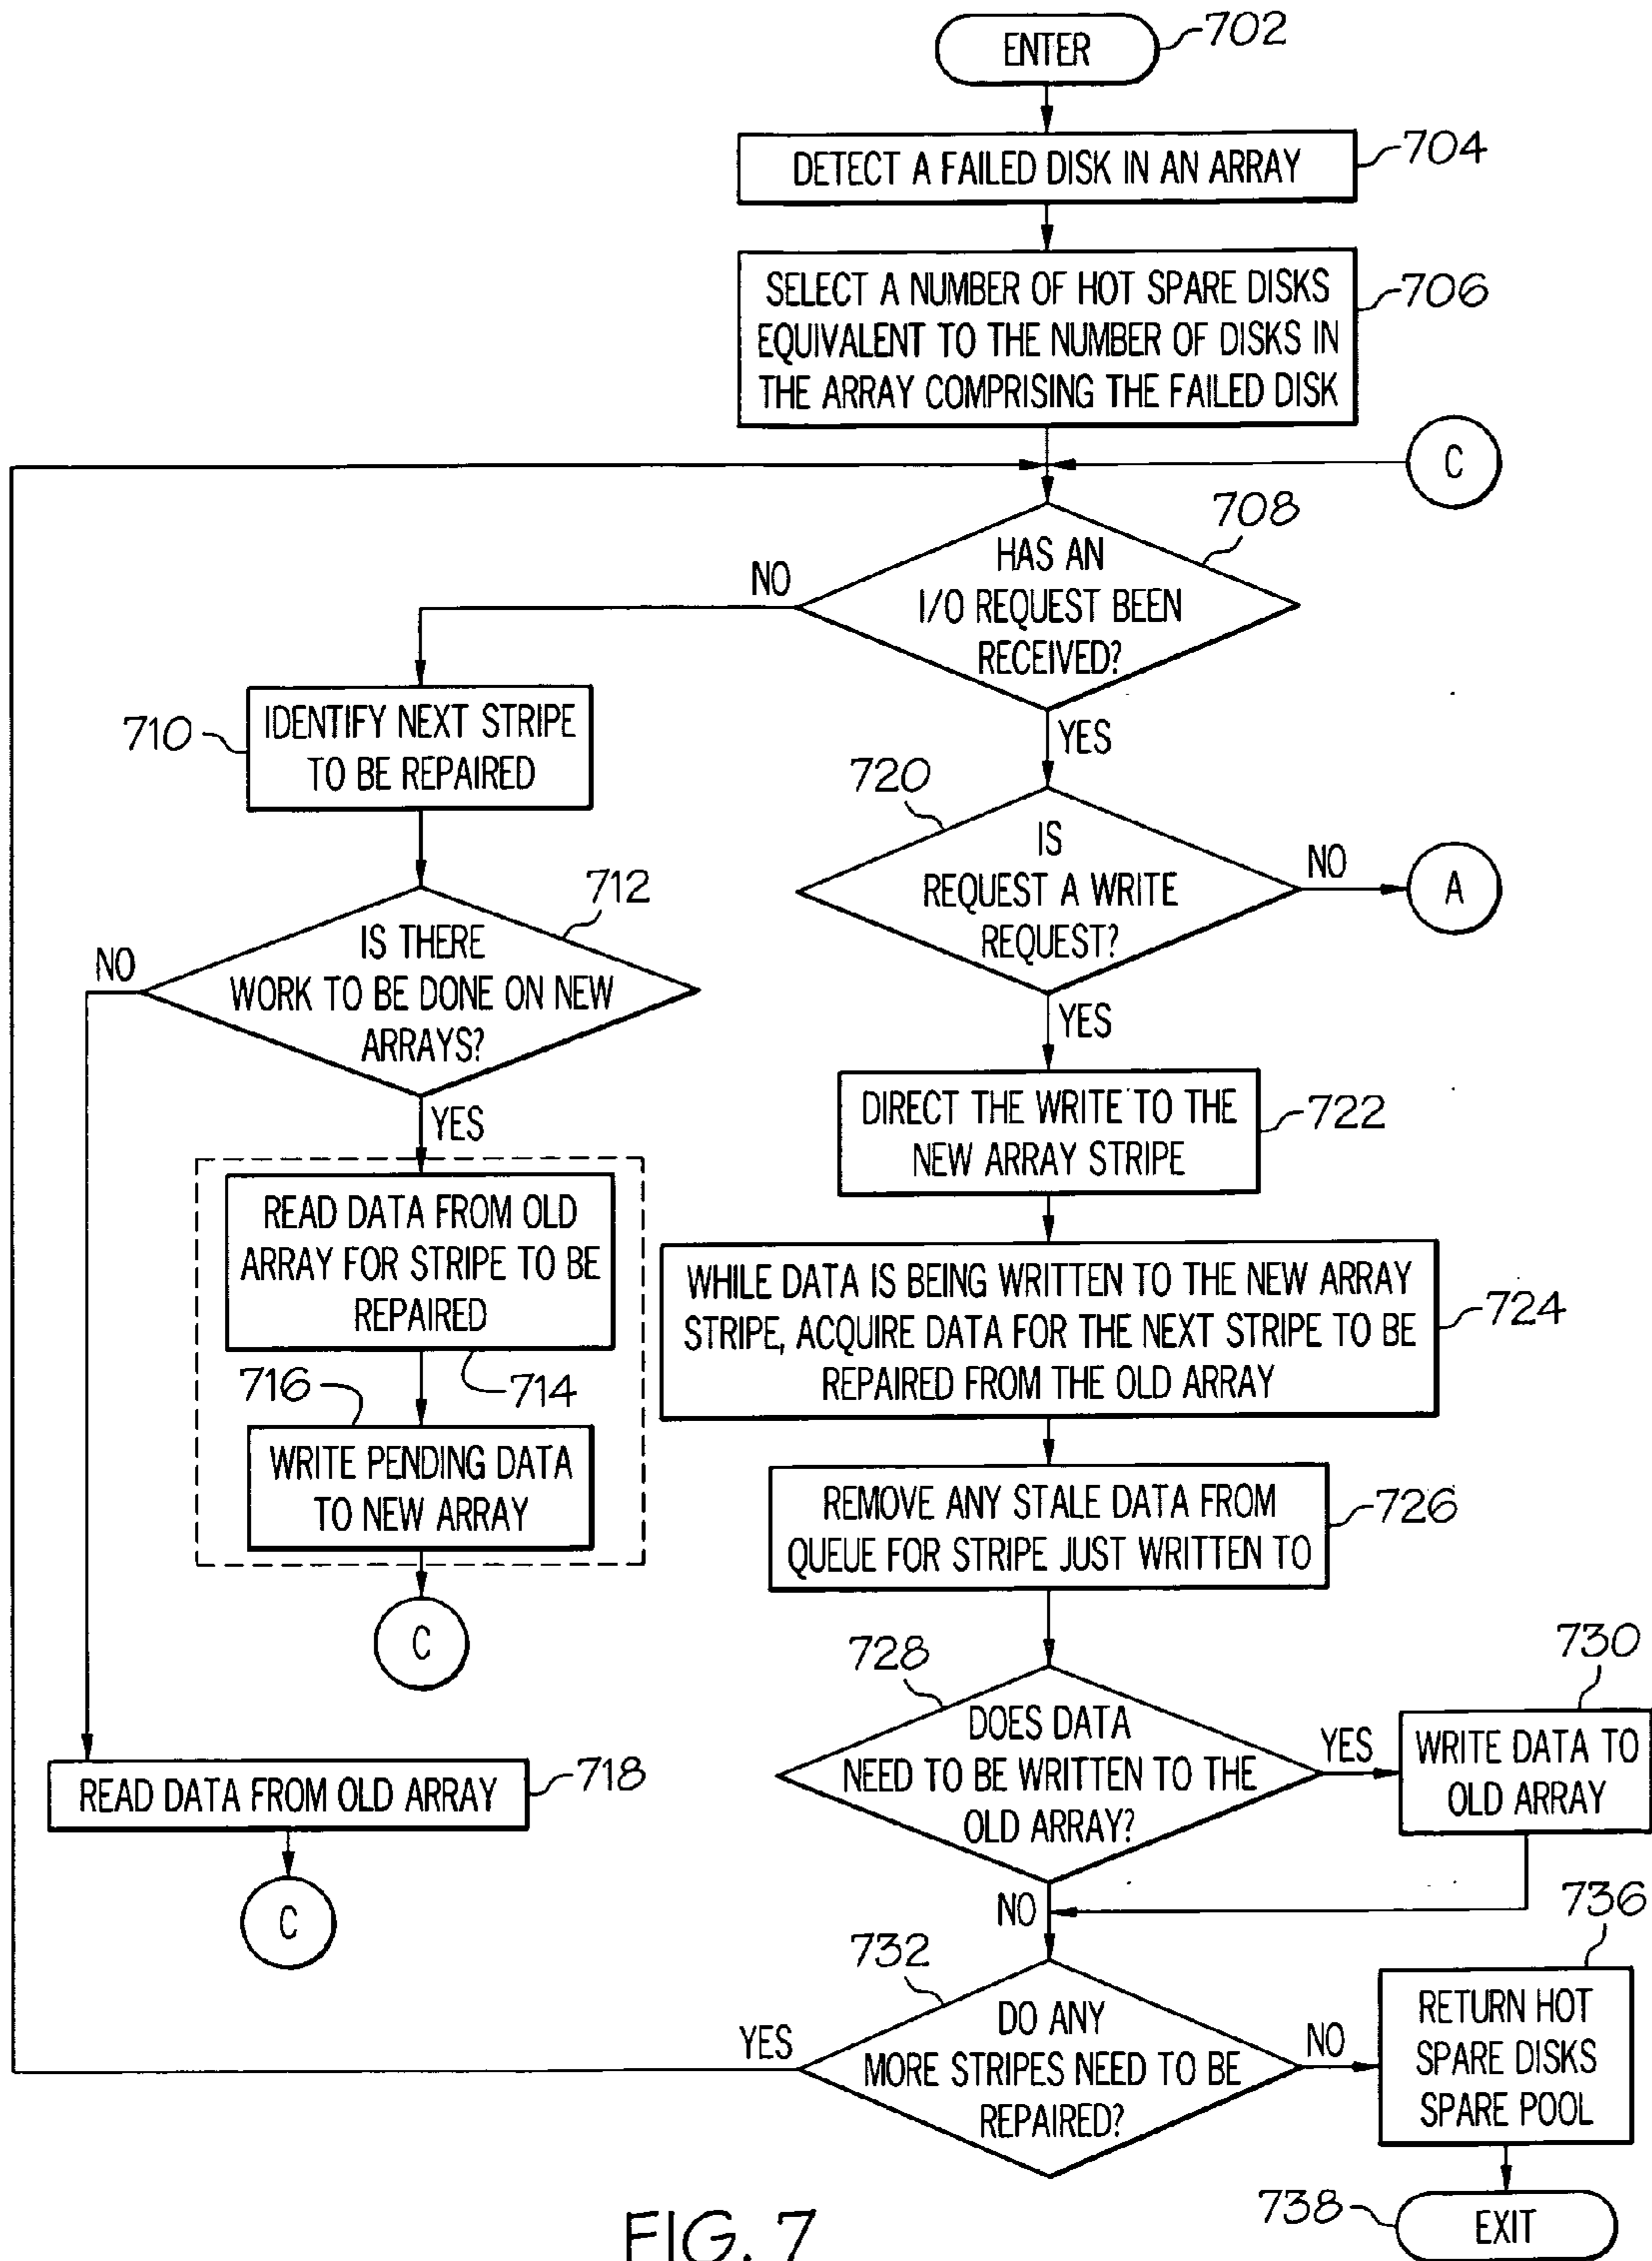 ENTER
702
DETECT A FAILED DISK IN AN ARRAY
704
SELECT A NUMBER OF HOT SPARE DISKS
EQUIVALENT TO THE NUMBER OF DISKS IN
THE ARRAY COMPRISING THE FAILED DISK
706
C
708
HAS AN
I/O REQUEST BEEN
RECEIVED?
NO
YES
710
IDENTIFY NEXT STRIPE
TO BE REPAIRED
720
IS
REQUEST A WRITE
REQUEST?
NO
A
YES
712
IS THERE
WORK TO BE DONE ON NEW
ARRAYS?
NO
YES
DIRECT THE WRITE TO THE
NEW ARRAY STRIPE
722
READ DATA FROM OLD
ARRAY FOR STRIPE TO BE
REPAIRED
714
WHILE DATA IS BEING WRITTEN TO THE NEW ARRAY
STRIPE, ACQUIRE DATA FOR THE NEXT STRIPE TO BE
REPAIRED FROM THE OLD ARRAY
724
716
WRITE PENDING DATA
TO NEW ARRAY
C
REMOVE ANY STALE DATA FROM
QUEUE FOR STRIPE JUST WRITTEN TO
726
728
DOES DATA
NEED TO BE WRITTEN TO THE
OLD ARRAY?
YES
730
WRITE DATA TO
OLD ARRAY
READ DATA FROM OLD ARRAY
718
C
NO
732
DO ANY
MORE STRIPES NEED TO BE
REPAIRED?
YES
NO
736
RETURN HOT
SPARE DISKS
SPARE POOL
738
EXIT
FIG. 7